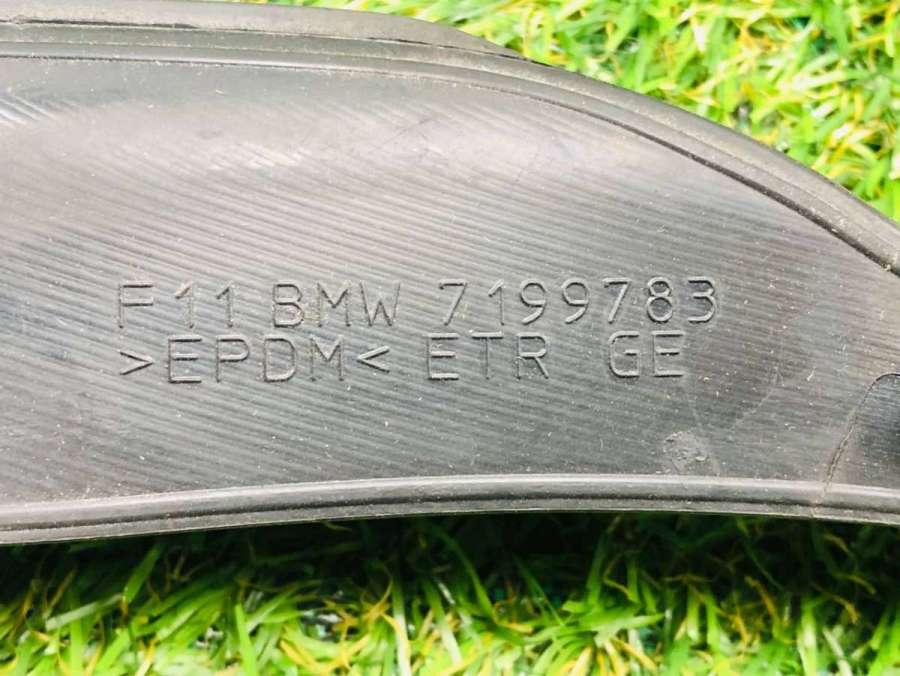 F11 BMW 7199783
>EPDM< ETR GE